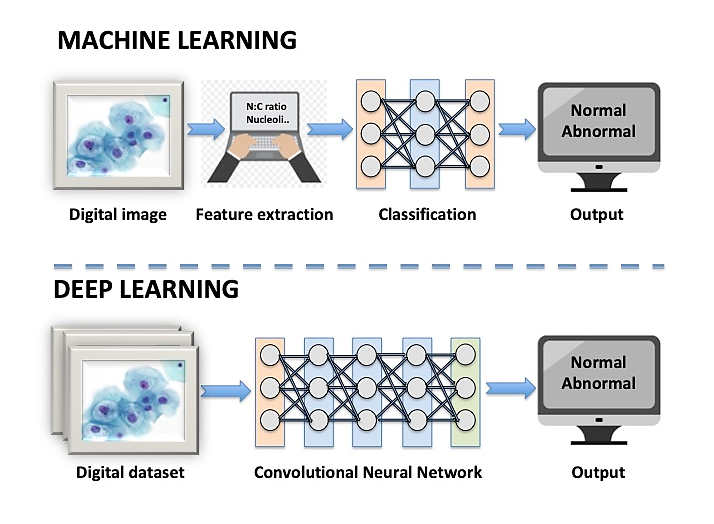 MACHINE LEARNING
N:C ratio
Nucleoli..
Normal
Abnormal
Digital image
Feature extraction
Classification
Output
DEEP LEARNING
Normal
Abnormal
Digital dataset
Convolutional Neural Network
Output